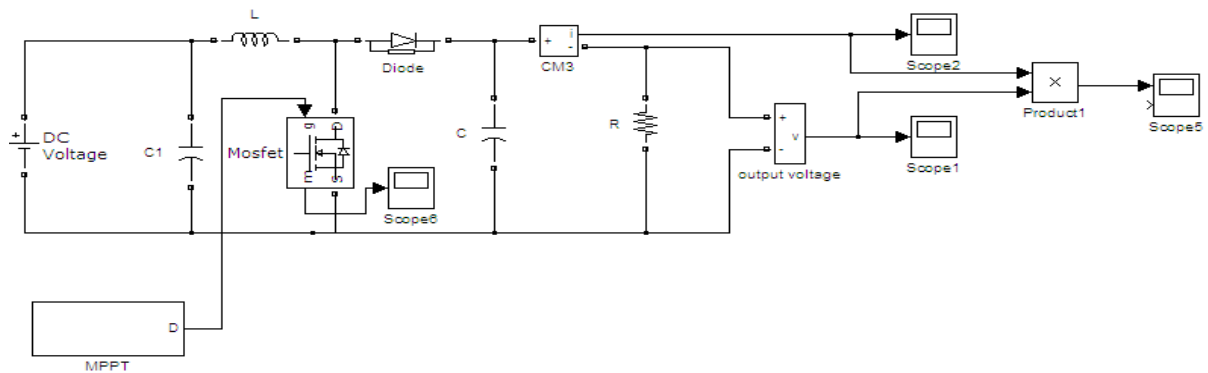 L
Diode
CM3
+
i
-
Scope2
Product1
Scope5
DC
Voltage
+
C1
Mosfet
g
D
m
S
Scope6
C
R
+
-
v
output voltage
Scope1
D
MPPT